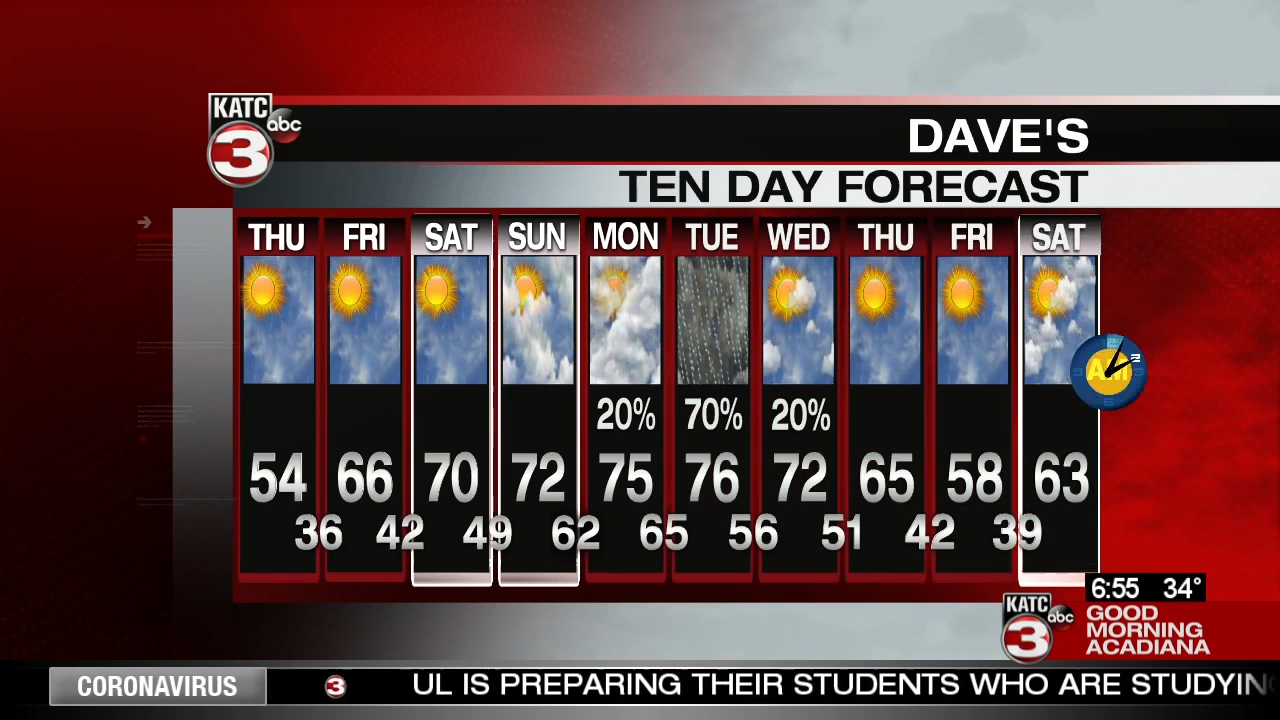 KATC
abc
3
DAVE'S
TEN DAY FORECAST
THU FRI SAT SUN MON TUE WED THU FRI SAT
20% 70% 20%
AM
54 66 70 72 75 76 72 65 58 63
36 42 49 62 65 56 51 42 39
6:55 34°
KATC
abc
3
GOOD
MORNING
ACADIANA
CORONAVIRUS 3 UL IS PREPARING THEIR STUDENTS WHO ARE STUDYIN